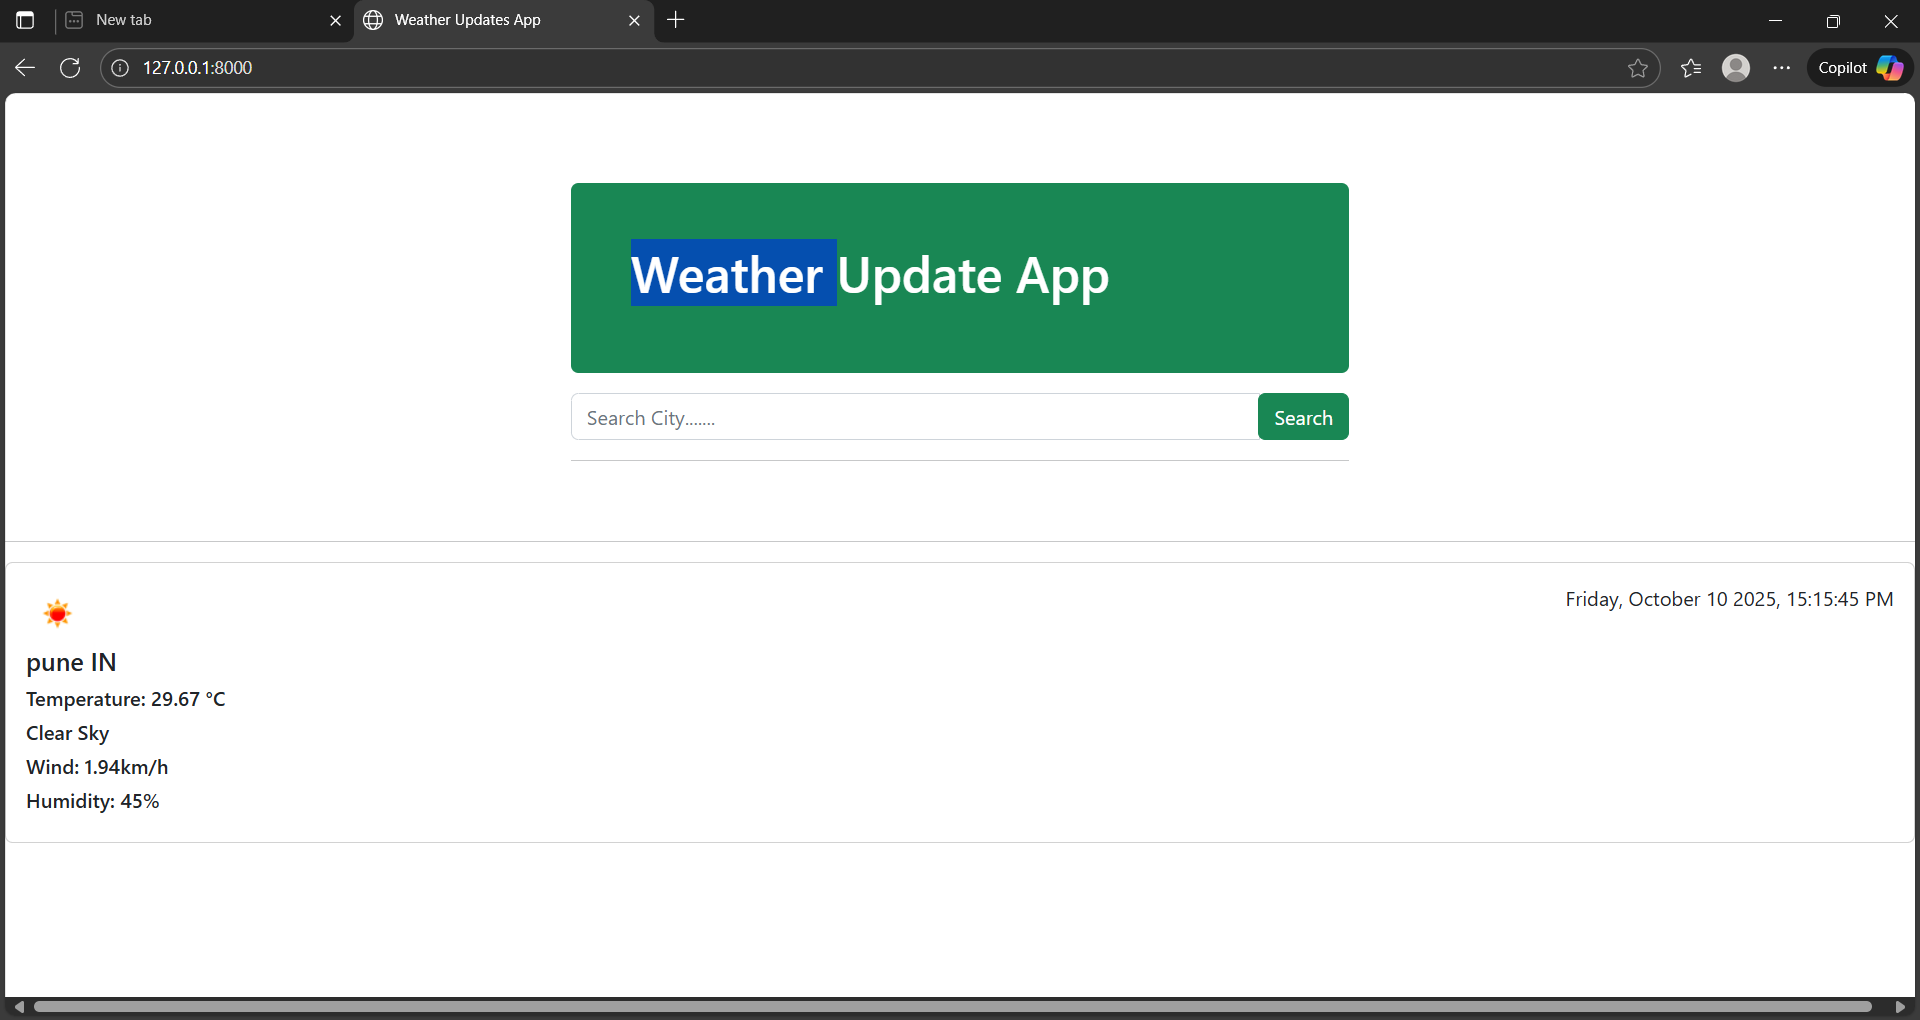 New tab
Weather Updates App
127.0.0.1:8000
Copilot
Weather Update App
Search City.......
Search
Friday, October 10 2025, 15:15:45 PM
pune IN
Temperature: 29.67 °C
Clear Sky
Wind: 1.94km/h
Humidity: 45%